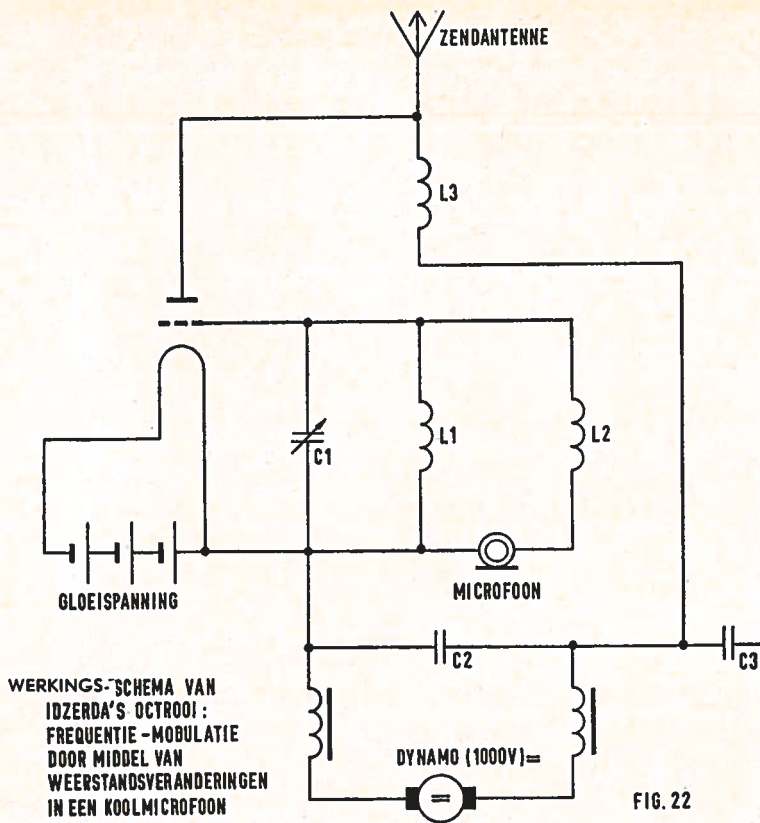 ZENDANTENNE
L3
C1
L1
L2
GLOEISPANNING
MICROFOON
C2
C3
WERKINGS-SCHEMA VAN
IDZERDA'S OCTROOI:
FREQUENTIE-MOBULATIE
DOOR MIDDEL VAN
WEERSTANDSVERANDERINGEN
IN EEN KOOLMICROFOON
DYNAMO (1000V)=
=
FIG. 22